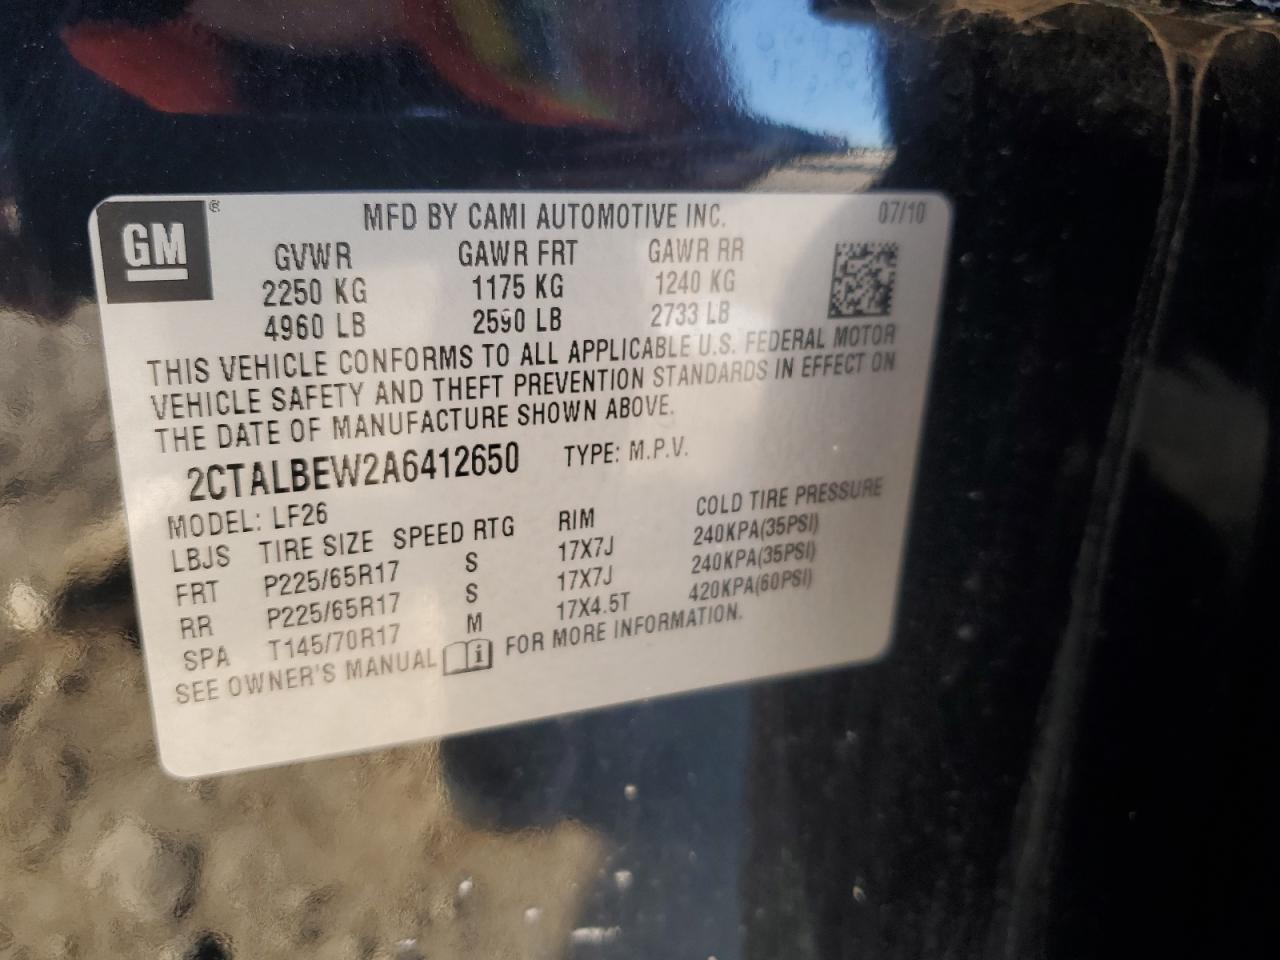 GM ® MFD BY CAMI AUTOMOTIVE INC. 07/10
GVWR GAWR FRT GAWR RR
2250 KG 1175 KG 1240 KG
4960 LB 2590 LB 2733 LB
THIS VEHICLE CONFORMS TO ALL APPLICABLE U.S. FEDERAL MOTOR
VEHICLE SAFETY AND THEFT PREVENTION STANDARDS IN EFFECT ON
THE DATE OF MANUFACTURE SHOWN ABOVE.
2CTALBEW2A6412650 TYPE: M.P.V.
MODEL: LF26
LBJS TIRE SIZE SPEED RTG RIM COLD TIRE PRESSURE
FRT P225/65R17 S 17X7J 240KPA(35PSI)
RR P225/65R17 S 17X7J 240KPA(35PSI)
SPA T145/70R17 M 17X4.5T 420KPA(60PSI)
SEE OWNER'S MANUAL i FOR MORE INFORMATION.